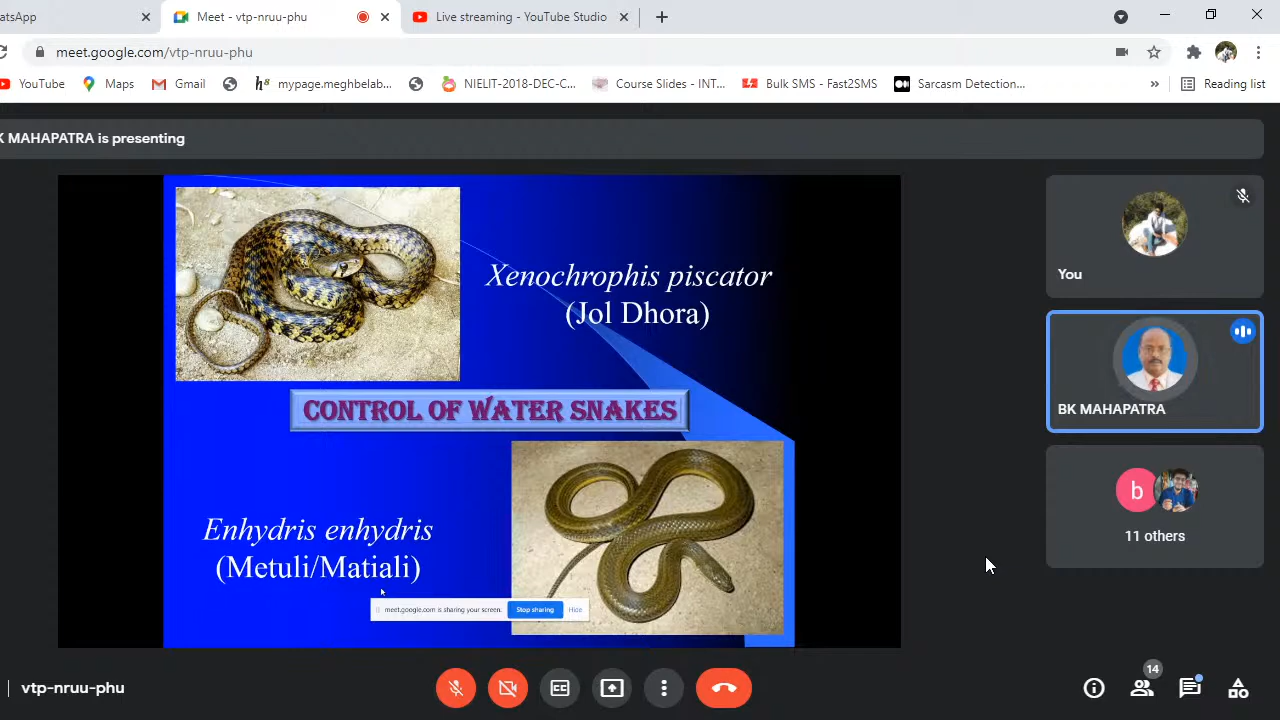 atsApp
Meet - vtp-nruu-phu
Live streaming - YouTube Studio
meet.google.com/vtp-nruu-phu
YouTube
Maps
Gmail
mypage.meghbelab...
NIELIT-2018-DEC-C...
Course Slides - INT...
Bulk SMS - Fast2SMS
Sarcasm Detection...
»
Reading list
K MAHAPATRA is presenting
Xenochrophis piscator
(Jol Dhora)
CONTROL OF WATER SNAKES
Enhydris enhydris
(Metuli/Matiali)
meet.google.com is sharing your screen.
Stop sharing
Hide
You
BK MAHAPATRA
b
11 others
vtp-nruu-phu
CC
14